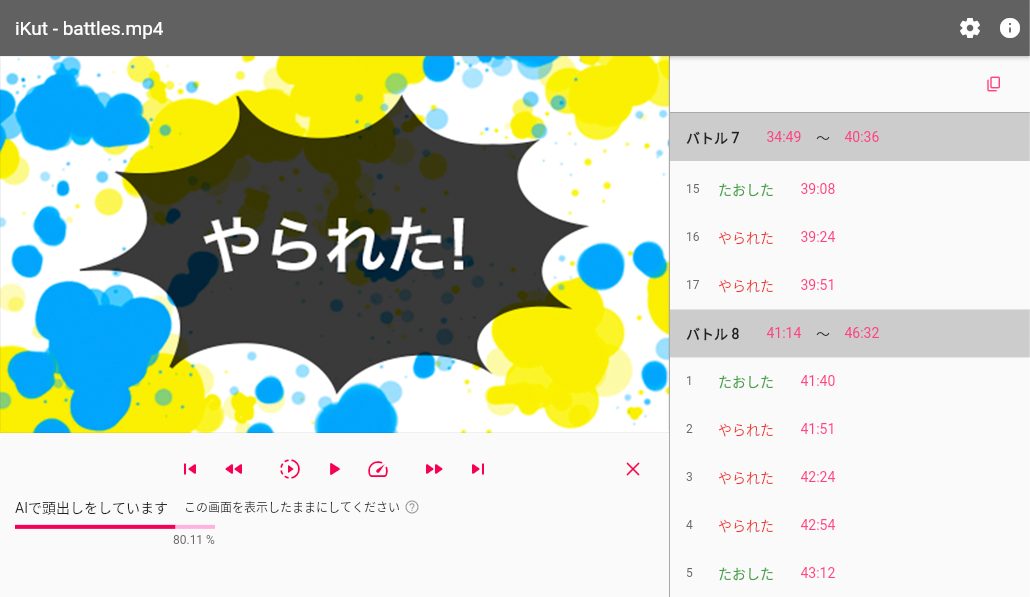 iKut - battles.mp4
やられた!
AIで頭出しをしています この画面を表示したままにしてください
80.11 %
バトル 7 34:49 ～ 40:36
15 たおした 39:08
16 やられた 39:24
17 やられた 39:51
バトル 8 41:14 ～ 46:32
1 たおした 41:40
2 やられた 41:51
3 やられた 42:24
4 やられた 42:54
5 たおした 43:12